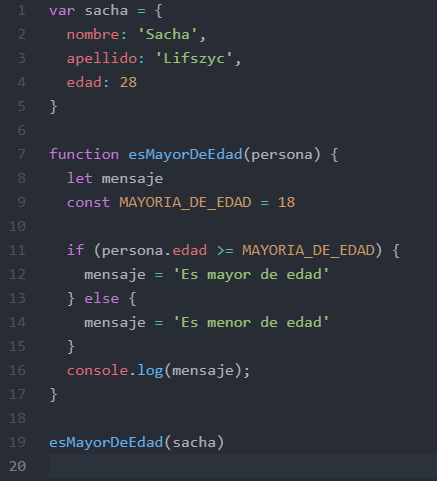 1 var sacha = {
2   nombre: 'Sacha',
3   apellido: 'Lifszyc',
4   edad: 28
5 }
6
7 function esMayorDeEdad(persona) {
8   let mensaje
9   const MAYORIA_DE_EDAD = 18
10
11   if (persona.edad >= MAYORIA_DE_EDAD) {
12     mensaje = 'Es mayor de edad'
13   } else {
14     mensaje = 'Es menor de edad'
15   }
16   console.log(mensaje);
17 }
18
19 esMayorDeEdad(sacha)
20